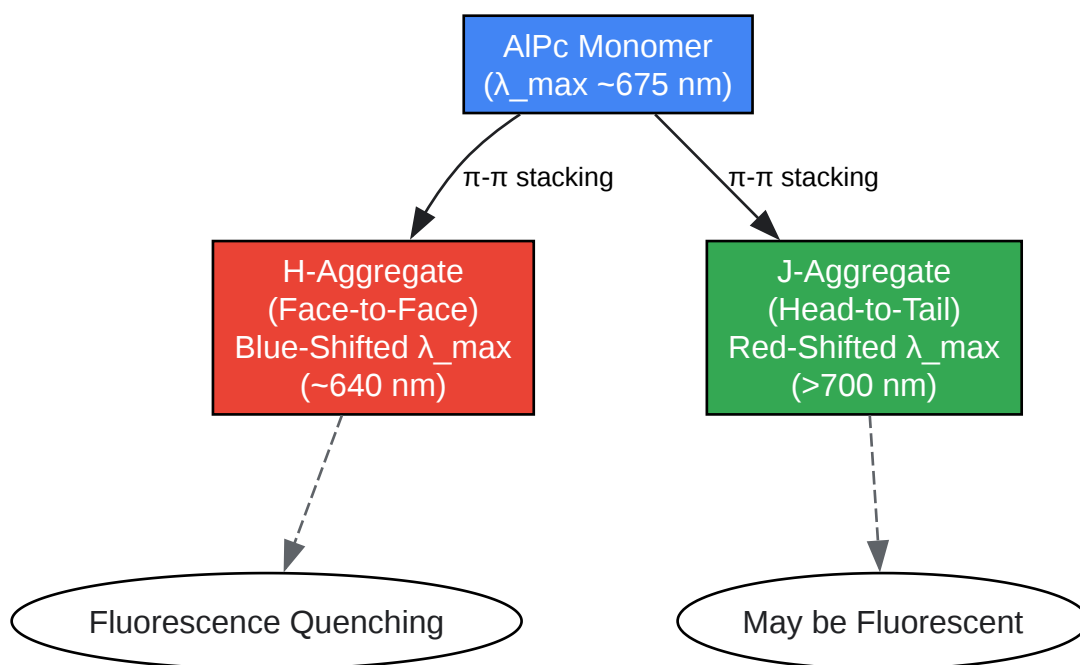 AlPc Monomer
(λ_max ~675 nm)
π-π stacking
π-π stacking
H-Aggregate
(Face-to-Face)
Blue-Shifted λ_max
(~640 nm)
J-Aggregate
(Head-to-Tail)
Red-Shifted λ_max
(>700 nm)
Fluorescence Quenching
May be Fluorescent